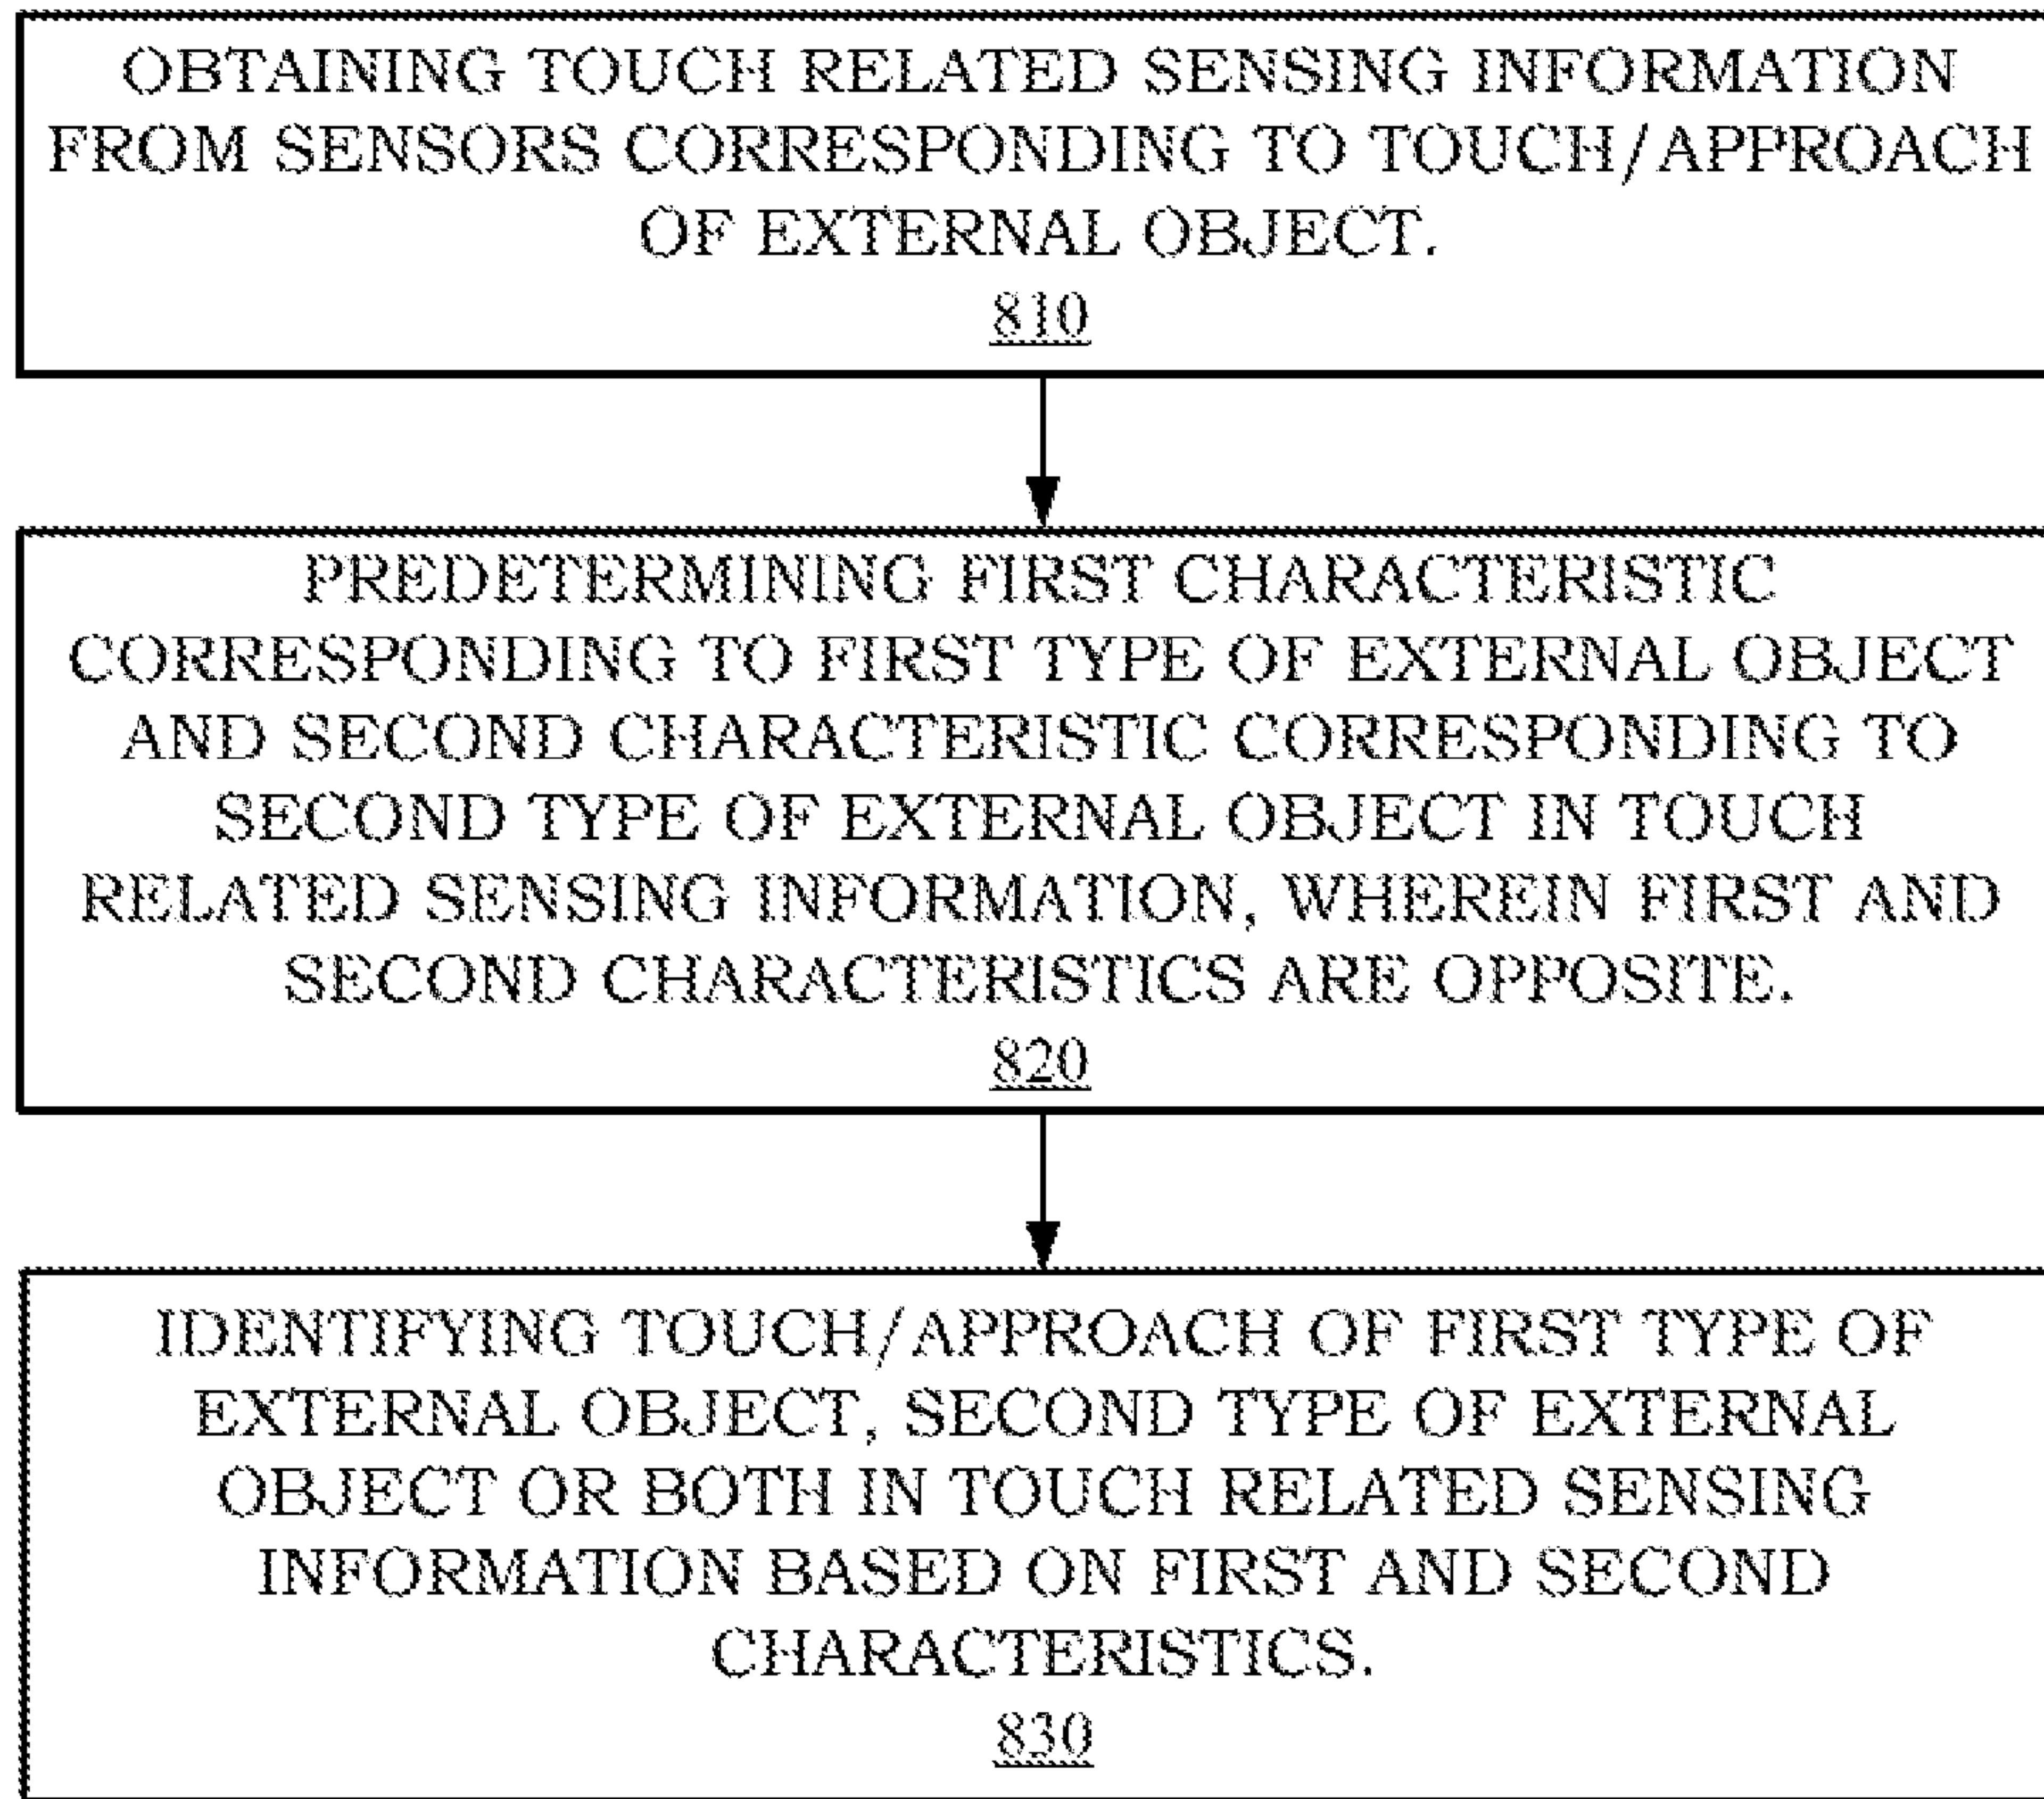 OBTAINING TOUCH RELATED SENSING INFORMATION
FROM SENSORS CORRESPONDING TO TOUCH/APPROACH
OF EXTERNAL OBJECT.
810
PREDETERMINING FIRST CHARACTERISTIC
CORRESPONDING TO FIRST TYPE OF EXTERNAL OBJECT
AND SECOND CHARACTERISTIC CORRESPONDING TO
SECOND TYPE OF EXTERNAL OBJECT IN TOUCH
RELATED SENSING INFORMATION, WHEREIN FIRST AND
SECOND CHARACTERISTICS ARE OPPOSITE.
820
IDENTIFYING TOUCH/APPROACH OF FIRST TYPE OF
EXTERNAL OBJECT, SECOND TYPE OF EXTERNAL
OBJECT OR BOTH IN TOUCH RELATED SENSING
INFORMATION BASED ON FIRST AND SECOND
CHARACTERISTICS.
830